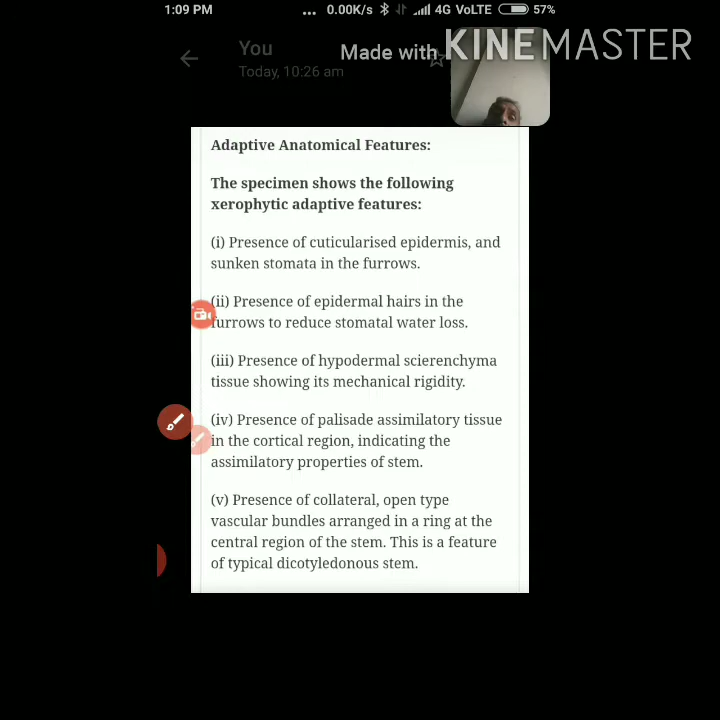 1:09 PM ... 0.00K/s 4G VoLTE 57%
You
Today, 10:26 am
Made with KINEMASTER
Adaptive Anatomical Features:
The specimen shows the following
xerophytic adaptive features:
(i) Presence of cuticularised epidermis, and
sunken stomata in the furrows.
(ii) Presence of epidermal hairs in the
furrows to reduce stomatal water loss.
(iii) Presence of hypodermal scierenchyma
tissue showing its mechanical rigidity.
(iv) Presence of palisade assimilatory tissue
in the cortical region, indicating the
assimilatory properties of stem.
(v) Presence of collateral, open type
vascular bundles arranged in a ring at the
central region of the stem. This is a feature
of typical dicotyledonous stem.